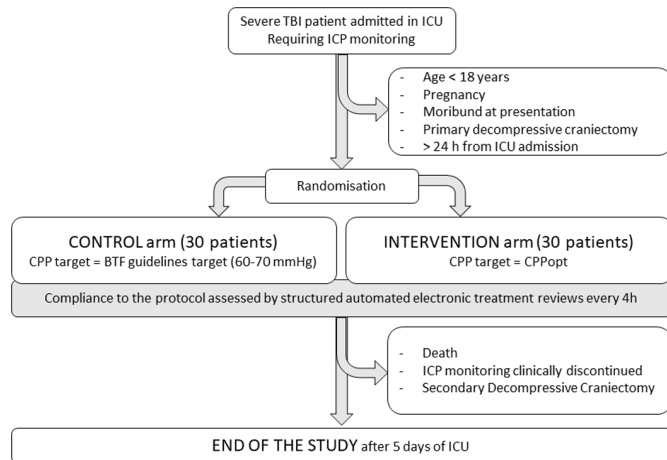 Severe TBI patient admitted in ICU
Requiring ICP monitoring
- Age < 18 years
- Pregnancy
- Moribund at presentation
- Primary decompressive craniectomy
- > 24 h from ICU admission
Randomisation
CONTROL arm (30 patients)
CPP target = BTF guidelines target (60-70 mmHg)
INTERVENTION arm (30 patients)
CPP target = CPPopt
Compliance to the protocol assessed by structured automated electronic treatment reviews every 4h
- Death
- ICP monitoring clinically discontinued
- Secondary Decompressive Craniectomy
END OF THE STUDY after 5 days of ICU